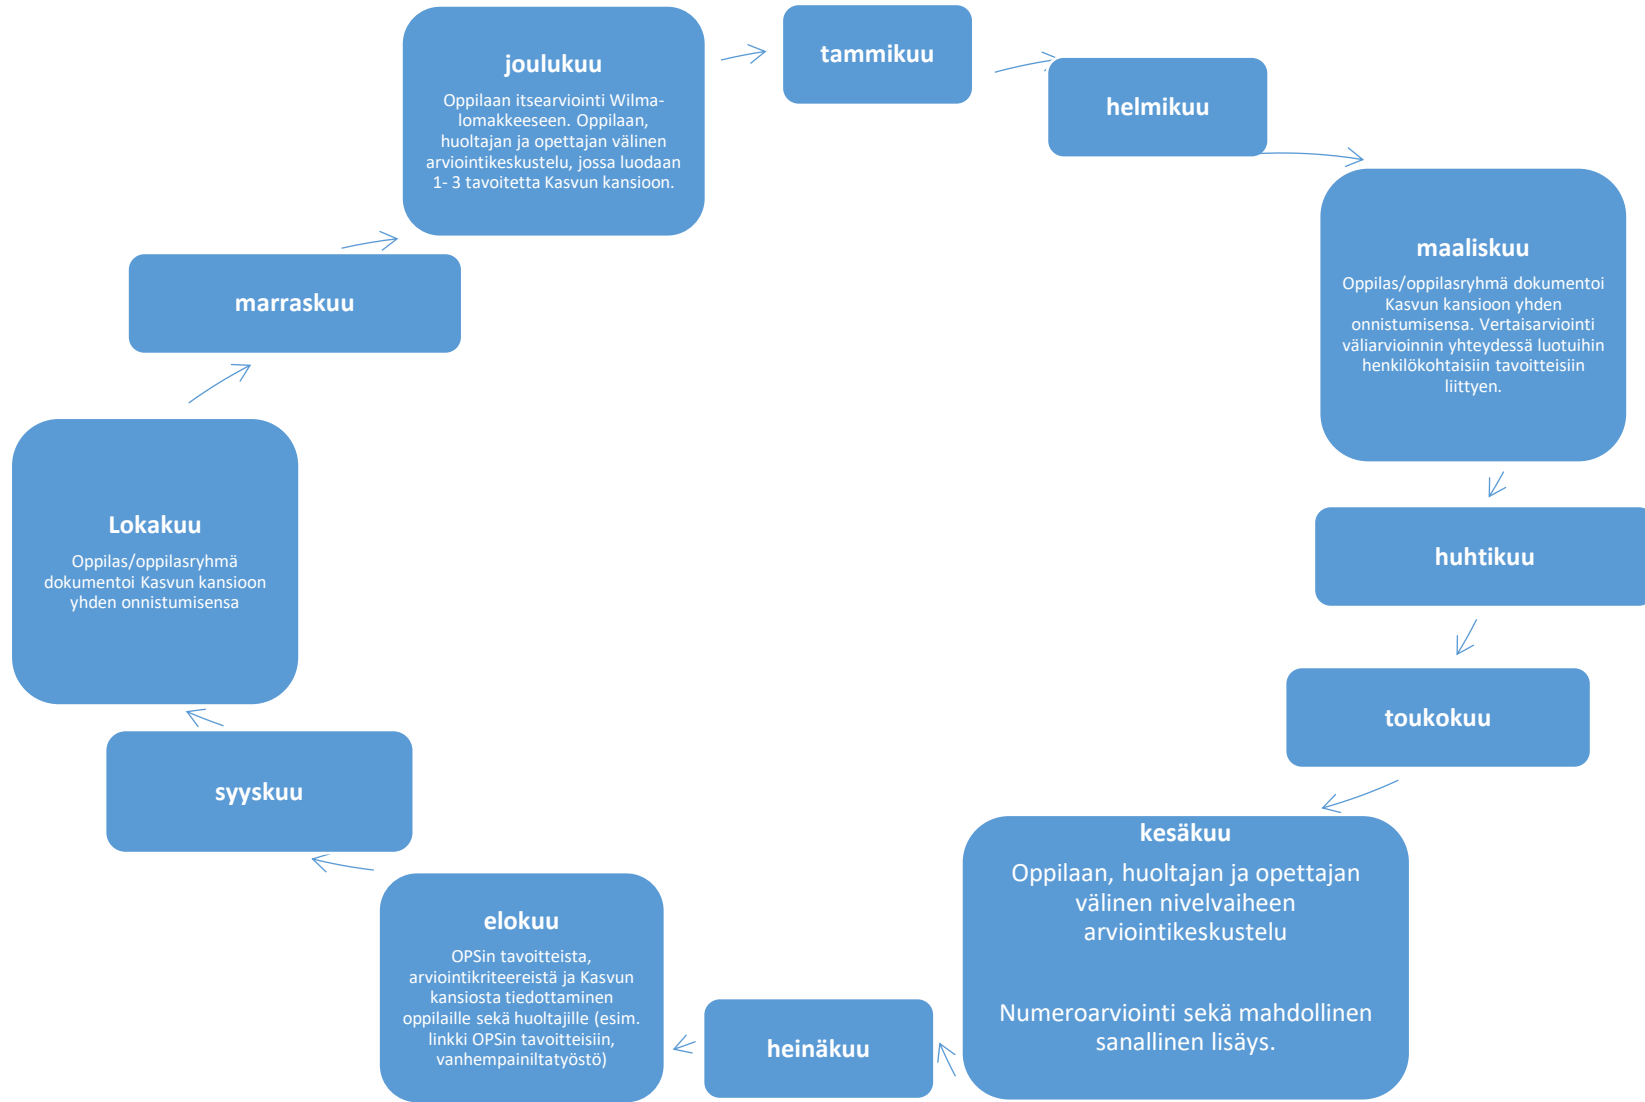 joulukuu
Oppilaan itsearviointi Wilma-
lomakkeeseen. Oppilaan,
huoltajan ja opettajan välinen
arviointikeskustelu, jossa luodaan
1- 3 tavoitetta Kasvun kansioon.
tammikuu
helmikuu
maaliskuu
Oppilas/oppilasryhmä dokumentoi
Kasvun kansioon yhden
onnistumisensa. Vertaisarviointi
väliarvioinnin yhteydessä luotuihin
henkilökohtaisiin tavoitteisiin
liittyen.
huhtikuu
toukokuu
kesäkuu
Oppilaan, huoltajan ja opettajan
välinen nivelvaiheen
arviointikeskustelu
Numeroarviointi sekä mahdollinen
sanallinen lisäys.
heinäkuu
elokuu
OPSin tavoitteista,
arviointikriteereistä ja Kasvun
kansiosta tiedottaminen
oppilaille sekä huoltajille (esim.
linkki OPSin tavoitteisiin,
vanhempainiltatyöstö)
syyskuu
Lokakuu
Oppilas/oppilasryhmä
dokumentoi Kasvun kansioon
yhden onnistumisensa
marraskuu